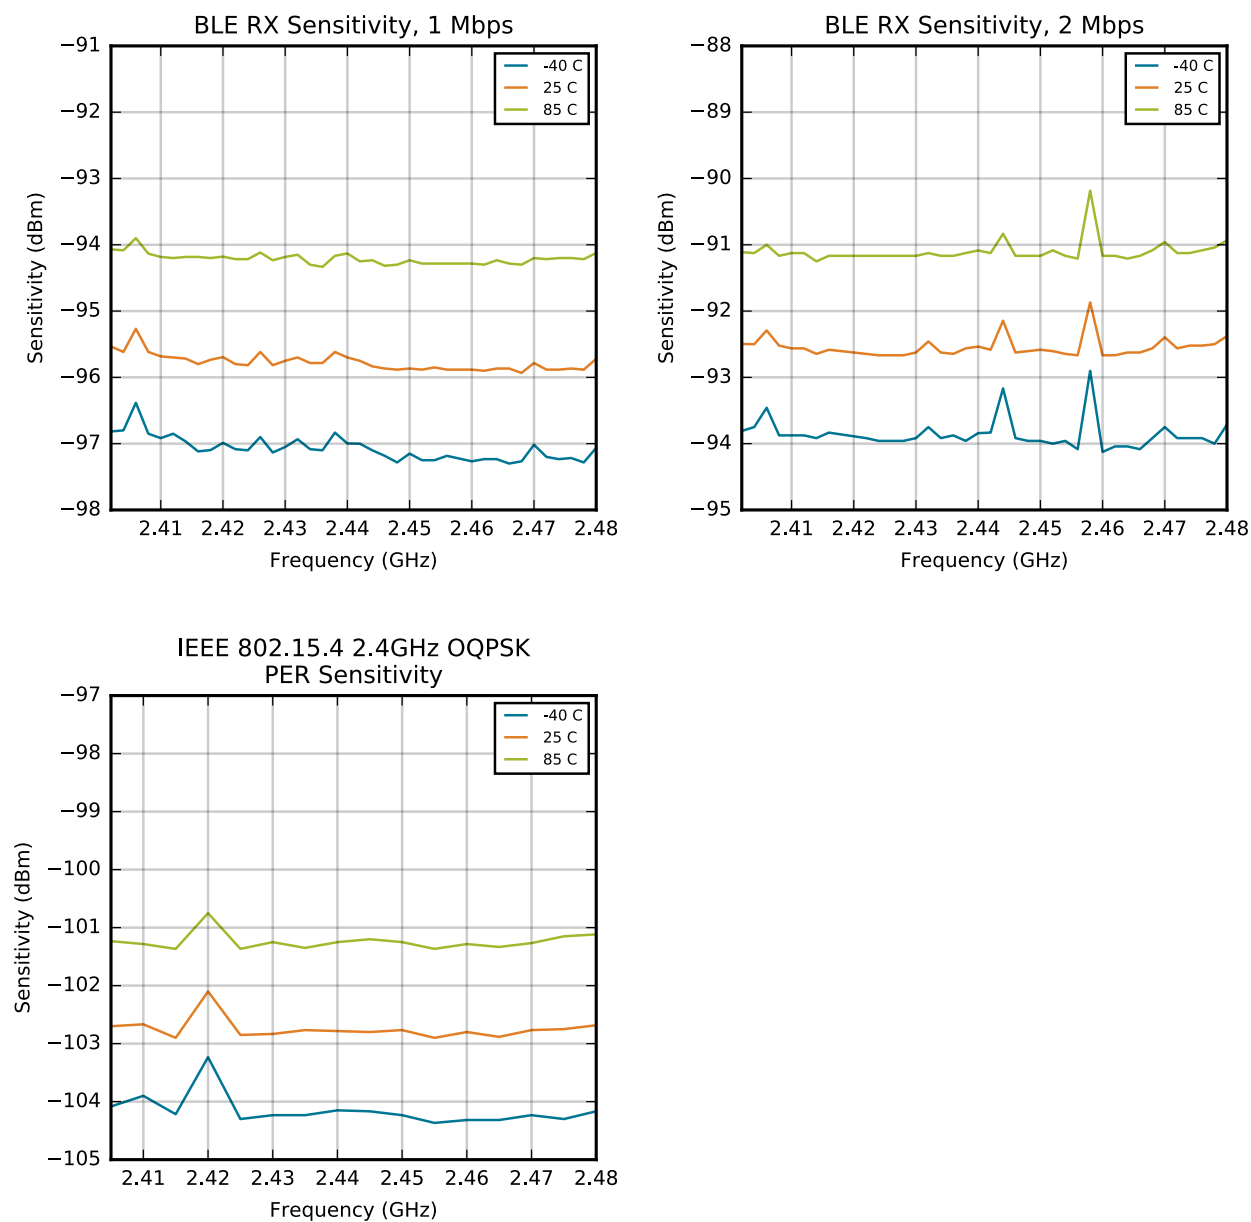 BLE RX Sensitivity, 1 Mbps
−91
−92
−93
−94
−95
−96
−97
−98
Sensitivity (dBm)
-40 C
25 C
85 C
2.41 2.42 2.43 2.44 2.45 2.46 2.47 2.48
Frequency (GHz)
BLE RX Sensitivity, 2 Mbps
−88
−89
−90
−91
−92
−93
−94
−95
Sensitivity (dBm)
-40 C
25 C
85 C
2.41 2.42 2.43 2.44 2.45 2.46 2.47 2.48
Frequency (GHz)
IEEE 802.15.4 2.4GHz OQPSK
PER Sensitivity
−97
−98
−99
−100
−101
−102
−103
−104
−105
Sensitivity (dBm)
-40 C
25 C
85 C
2.41 2.42 2.43 2.44 2.45 2.46 2.47 2.48
Frequency (GHz)